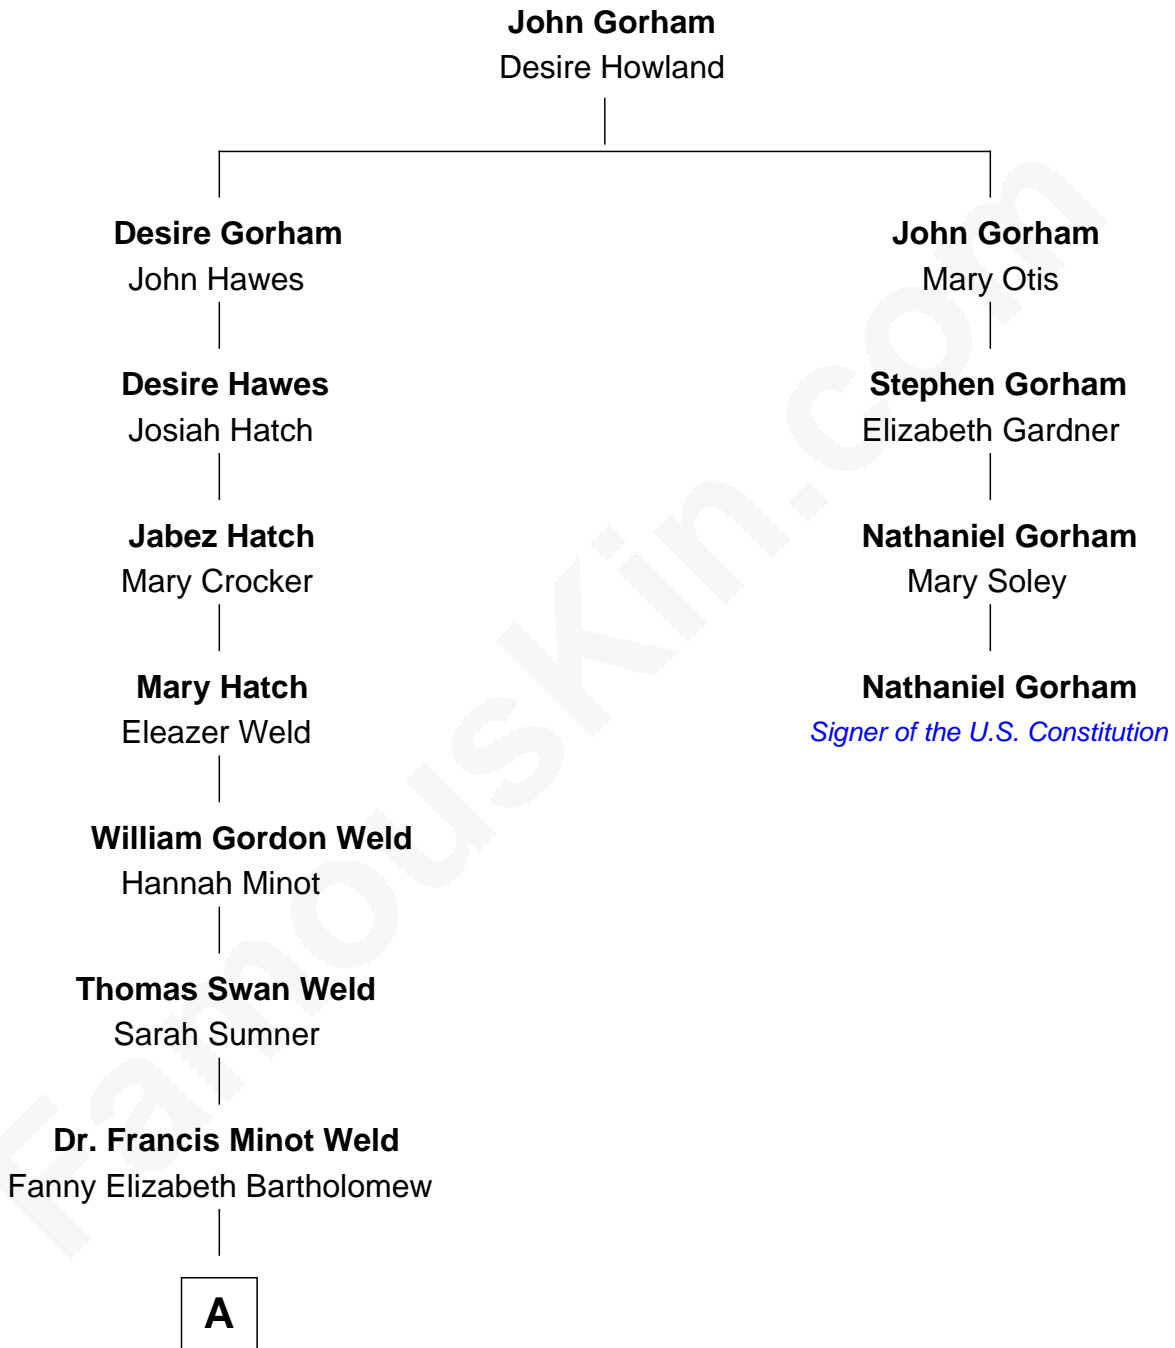 John Gorham
Desire Howland
Desire Gorham
John Hawes
John Gorham
Mary Otis
Desire Hawes
Josiah Hatch
Stephen Gorham
Elizabeth Gardner
Jabez Hatch
Mary Crocker
Nathaniel Gorham
Mary Soley
Mary Hatch
Eleazer Weld
Nathaniel Gorham
Signer of the U.S. Constitution
William Gordon Weld
Hannah Minot
Thomas Swan Weld
Sarah Sumner
Dr. Francis Minot Weld
Fanny Elizabeth Bartholomew
A
FamousKin.com